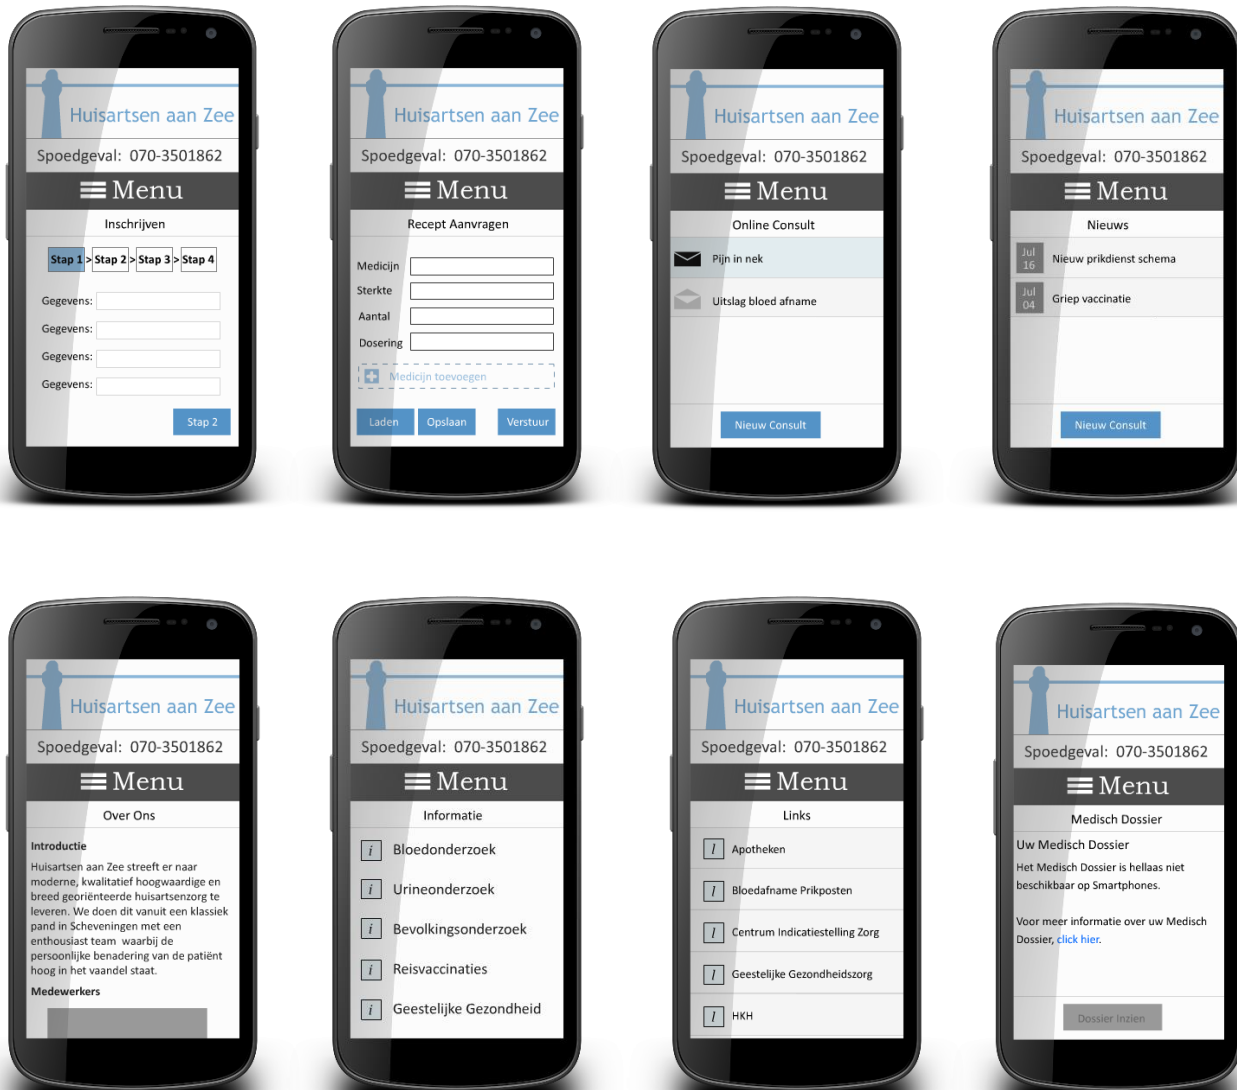 Huisartsen aan Zee
Spoedgeval: 070-3501862
Menu
Inschrijven
Stap 1 > Stap 2 > Stap 3 > Stap 4
Gegevens:
Gegevens:
Gegevens:
Gegevens:
Stap 2
Huisartsen aan Zee
Spoedgeval: 070-3501862
Menu
Recept Aanvragen
Medicijn
Sterkte
Aantal
Dosering
Medicijn toevoegen
Laden Opslaan Verstuur
Huisartsen aan Zee
Spoedgeval: 070-3501862
Menu
Online Consult
Pijn in nek
Uitslag bloed afname
Nieuw Consult
Huisartsen aan Zee
Spoedgeval: 070-3501862
Menu
Nieuws
Jul 16 Nieuw prikdienst schema
Jul 04 Griep vaccinatie
Nieuw Consult
Huisartsen aan Zee
Spoedgeval: 070-3501862
Menu
Over Ons
Introductie
Huisartsen aan Zee streeft er naar
moderne, kwalitatief hoogwaardige en
breed georiënteerde huisartsenzorg te
leveren. We doen dit vanuit een klassiek
pand in Scheveningen met een
enthousiast team waarbij de
persoonlijke benadering van de patiënt
hoog in het vaandel staat.
Medewerkers
Huisartsen aan Zee
Spoedgeval: 070-3501862
Menu
Informatie
i Bloedonderzoek
i Urineonderzoek
i Bevolkingsonderzoek
i Reisvaccinaties
i Geestelijke Gezondheid
Huisartsen aan Zee
Spoedgeval: 070-3501862
Menu
Links
l Apotheken
l Bloedafname Prikposten
l Centrum Indicatiestelling Zorg
l Geestelijke Gezondheidszorg
l HKH
Huisartsen aan Zee
Spoedgeval: 070-3501862
Menu
Medisch Dossier
Uw Medisch Dossier
Het Medisch Dossier is hellaas niet
beschikbaar op Smartphones.
Voor meer informatie over uw Medisch
Dossier, click hier.
Dossier Inzien